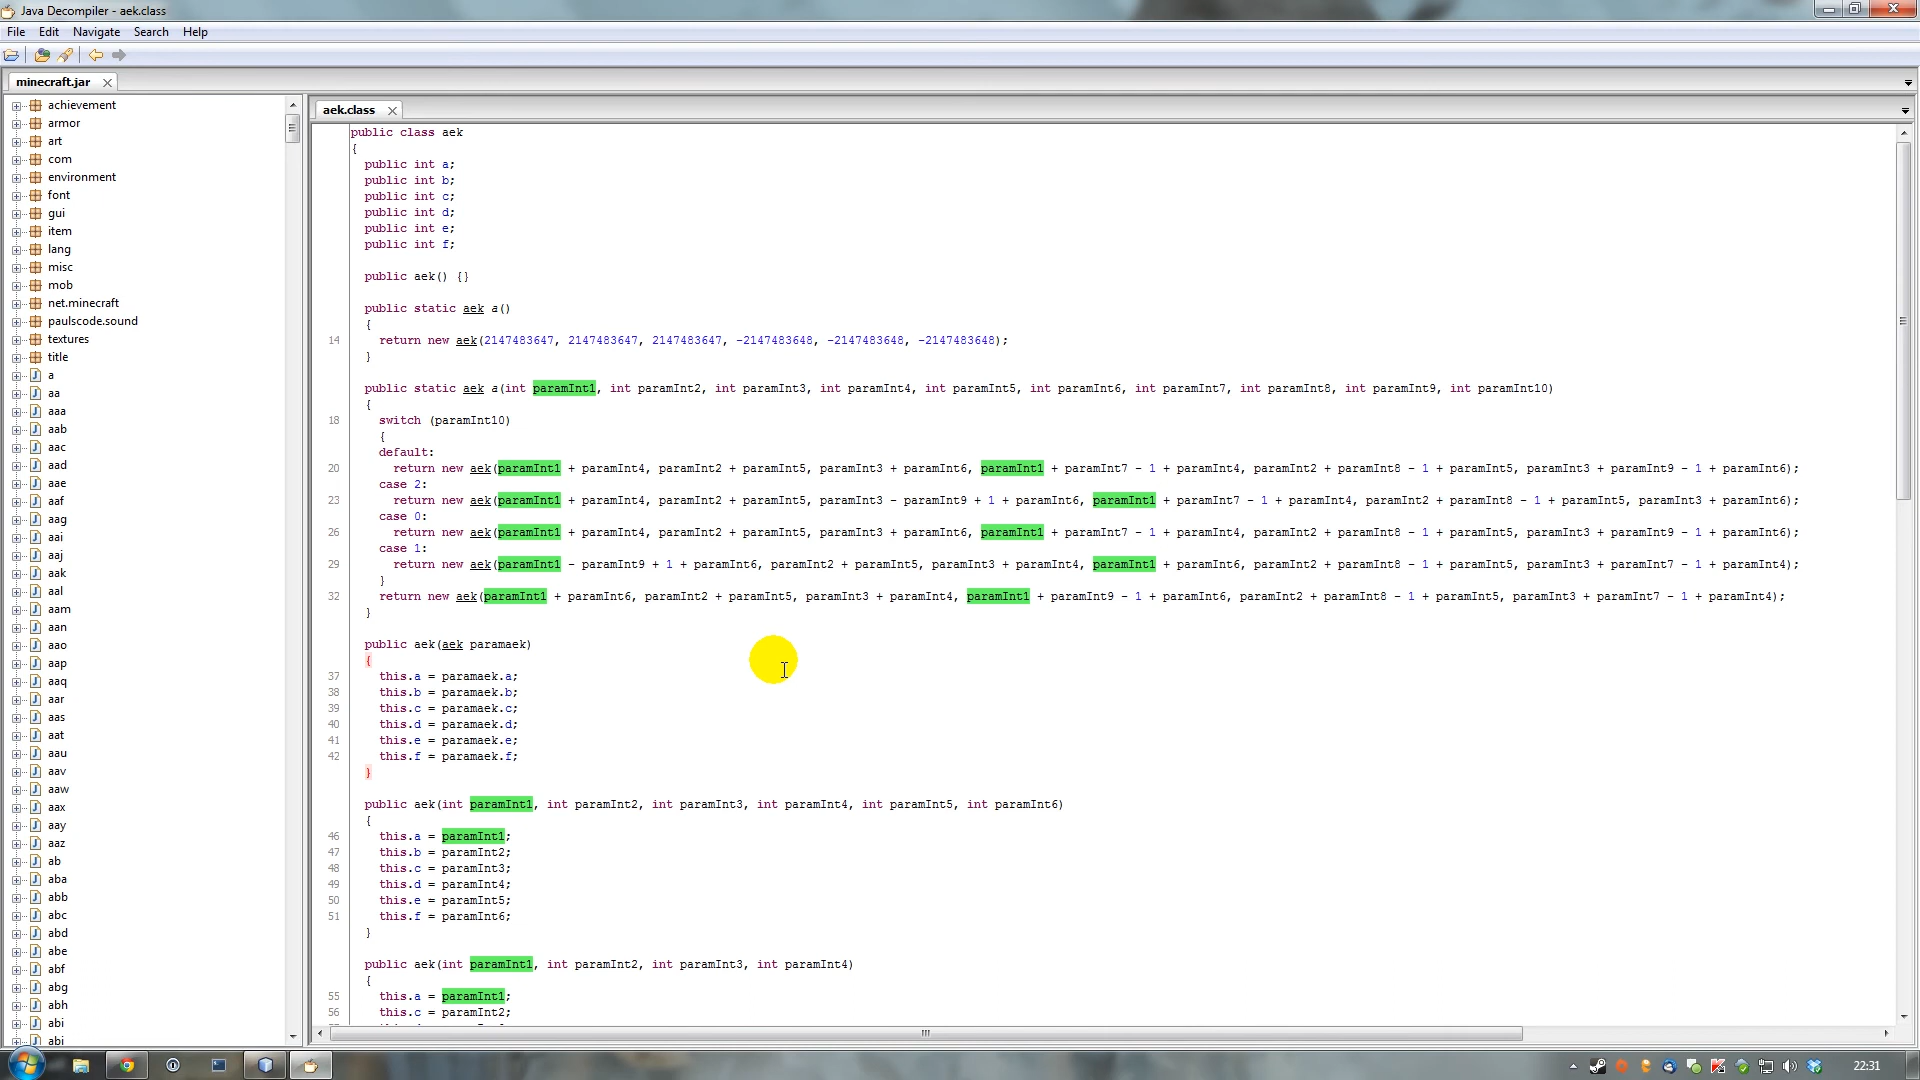 Java Decompiler - aek.class
File Edit Navigate Search Help
minecraft.jar
achievement
armor
art
com
environment
font
gui
item
lang
misc
mob
net.minecraft
paulscode.sound
textures
title
a
aa
aaa
aab
aac
aad
aae
aaf
aag
aai
aaj
aak
aal
aam
aan
aao
aap
aaq
aar
aas
aat
aau
aav
aaw
aax
aay
aaz
ab
aba
abb
abc
abd
abe
abf
abg
abh
abi
abi
aek.class
public class aek
{
public int a;
public int b;
public int c;
public int d;
public int e;
public int f;
public aek() {}
public static aek a()
{
14 return new aek(2147483647, 2147483647, 2147483647, -2147483648, -2147483648, -2147483648);
}
public static aek a(int paramInt1, int paramInt2, int paramInt3, int paramInt4, int paramInt5, int paramInt6, int paramInt7, int paramInt8, int paramInt9, int paramInt10)
{
18 switch (paramInt10)
{
default:
20 return new aek(paramInt1 + paramInt4, paramInt2 + paramInt5, paramInt3 + paramInt6, paramInt1 + paramInt7 - 1 + paramInt4, paramInt2 + paramInt8 - 1 + paramInt5, paramInt3 + paramInt9 - 1 + paramInt6);
case 2:
23 return new aek(paramInt1 + paramInt4, paramInt2 + paramInt5, paramInt3 - paramInt9 + 1 + paramInt6, paramInt1 + paramInt7 - 1 + paramInt4, paramInt2 + paramInt8 - 1 + paramInt5, paramInt3 + paramInt6);
case 0:
26 return new aek(paramInt1 + paramInt4, paramInt2 + paramInt5, paramInt3 + paramInt6, paramInt1 + paramInt7 - 1 + paramInt4, paramInt2 + paramInt8 - 1 + paramInt5, paramInt3 + paramInt9 - 1 + paramInt6);
case 1:
29 return new aek(paramInt1 - paramInt9 + 1 + paramInt6, paramInt2 + paramInt5, paramInt3 + paramInt4, paramInt1 + paramInt6, paramInt2 + paramInt8 - 1 + paramInt5, paramInt3 + paramInt7 - 1 + paramInt4);
}
32 return new aek(paramInt1 + paramInt6, paramInt2 + paramInt5, paramInt3 + paramInt4, paramInt1 + paramInt9 - 1 + paramInt6, paramInt2 + paramInt8 - 1 + paramInt5, paramInt3 + paramInt7 - 1 + paramInt4);
}
public aek(aek paramaek)
{
37 this.a = paramaek.a;
38 this.b = paramaek.b;
39 this.c = paramaek.c;
40 this.d = paramaek.d;
41 this.e = paramaek.e;
42 this.f = paramaek.f;
}
public aek(int paramInt1, int paramInt2, int paramInt3, int paramInt4, int paramInt5, int paramInt6)
{
46 this.a = paramInt1;
47 this.b = paramInt2;
48 this.c = paramInt3;
49 this.d = paramInt4;
50 this.e = paramInt5;
51 this.f = paramInt6;
}
public aek(int paramInt1, int paramInt2, int paramInt3, int paramInt4)
{
55 this.a = paramInt1;
56 this.c = paramInt2;
22:31